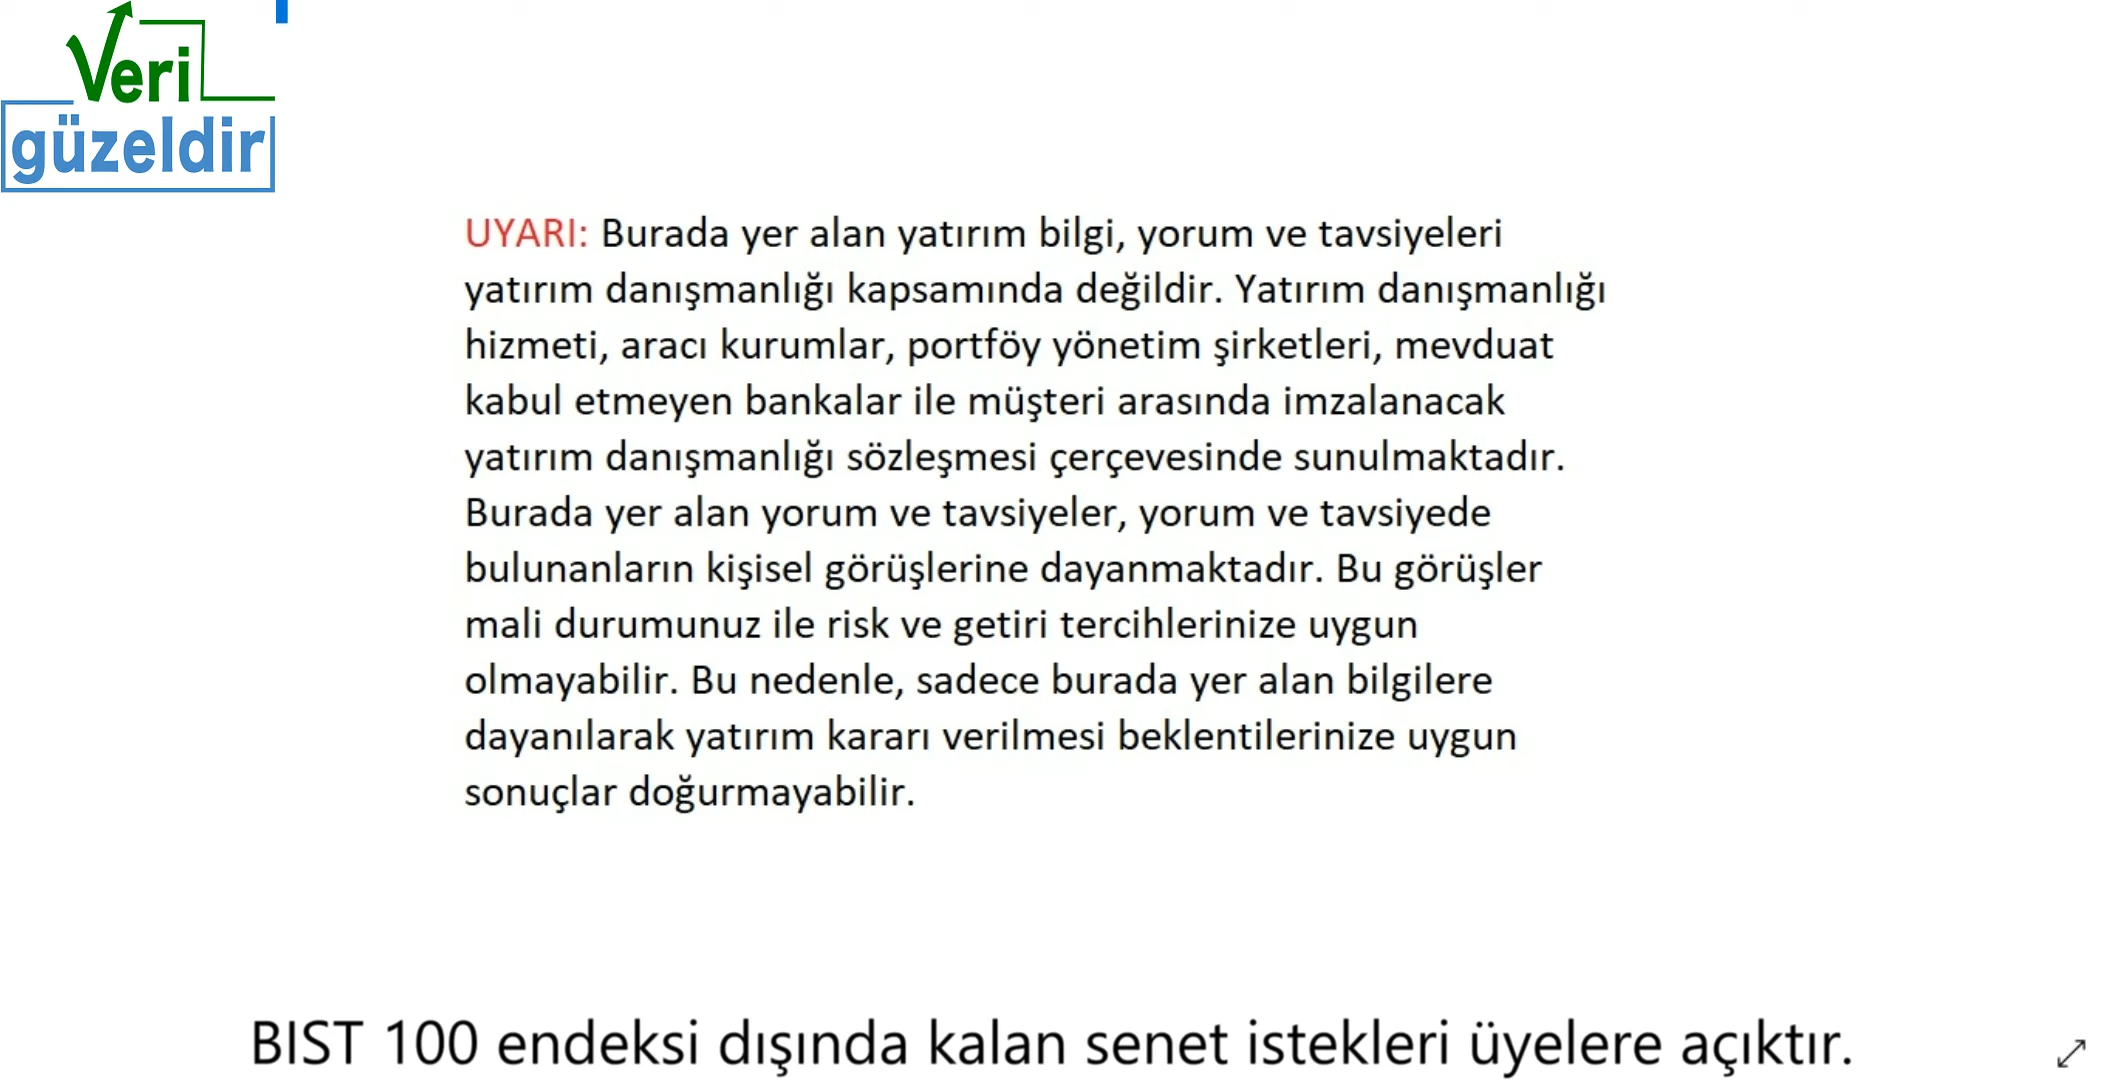 Veri
güzeldir
UYARI: Burada yer alan yatırım bilgi, yorum ve tavsiyeleri
yatırım danışmanlığı kapsamında değildir. Yatırım danışmanlığı
hizmeti, aracı kurumlar, portföy yönetim şirketleri, mevduat
kabul etmeyen bankalar ile müşteri arasında imzalanacak
yatırım danışmanlığı sözleşmesi çerçevesinde sunulmaktadır.
Burada yer alan yorum ve tavsiyeler, yorum ve tavsiyede
bulunanların kişisel görüşlerine dayanmaktadır. Bu görüşler
mali durumunuz ile risk ve getiri tercihlerinize uygun
olmayabilir. Bu nedenle, sadece burada yer alan bilgilere
dayanılarak yatırım kararı verilmesi beklentilerinize uygun
sonuçlar doğurmayabilir.
BIST 100 endeksi dışında kalan senet istekleri üyelere açıktır.